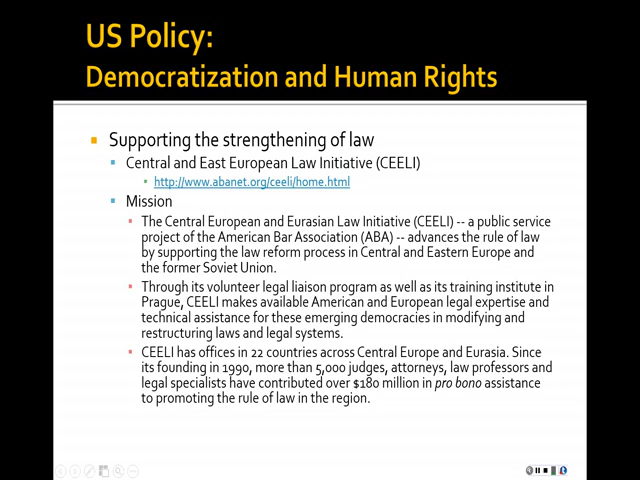 US Policy:
Democratization and Human Rights
Supporting the strengthening of law
Central and East European Law Initiative (CEELI)
http://www.abanet.org/ceeli/home.html
Mission
The Central European and Eurasian Law Initiative (CEELI) -- a public service
project of the American Bar Association (ABA) -- advances the rule of law
by supporting the law reform process in Central and Eastern Europe and
the former Soviet Union.
Through its volunteer legal liaison program as well as its training institute in
Prague, CEELI makes available American and European legal expertise and
technical assistance for these emerging democracies in modifying and
restructuring laws and legal systems.
CEELI has offices in 22 countries across Central Europe and Eurasia. Since
its founding in 1990, more than 5,000 judges, attorneys, law professors and
legal specialists have contributed over $180 million in pro bono assistance
to promoting the rule of law in the region.